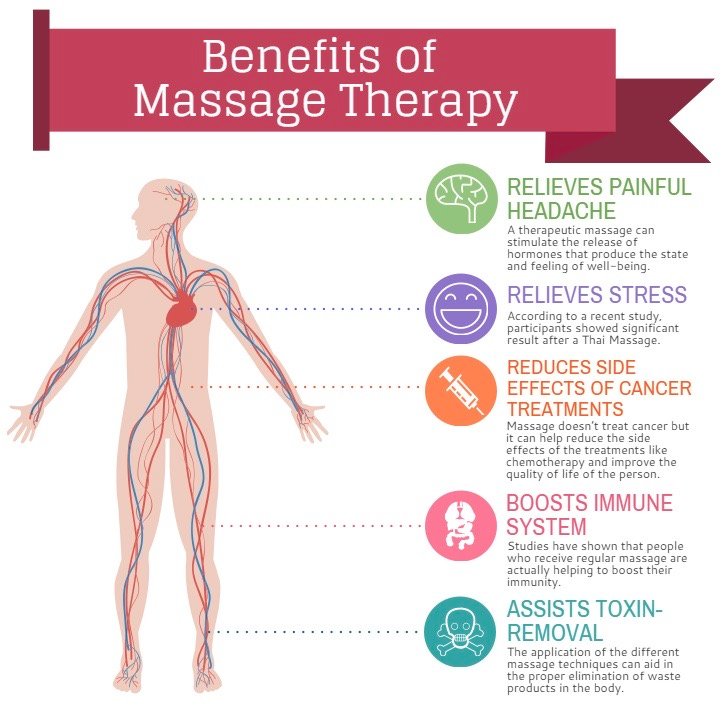 Benefits of
Massage Therapy
RELIEVES PAINFUL
HEADACHE
A therapeutic massage can
stimulate the release of
hormones that produce the state
and feeling of well-being.
RELIEVES STRESS
According to a recent study,
participants showed significant
result after a Thai Massage.
REDUCES SIDE
EFFECTS OF CANCER
TREATMENTS
Massage doesn't treat cancer but
it can help reduce the side
effects of the treatments like
chemotherapy and improve the
quality of life of the person.
BOOSTS IMMUNE
SYSTEM
Studies have shown that people
who receive regular massage are
actually helping to boost their
immunity.
ASSISTS TOXIN-
REMOVAL
The application of the different
massage techniques can aid in
the proper elimination of waste
products in the body.